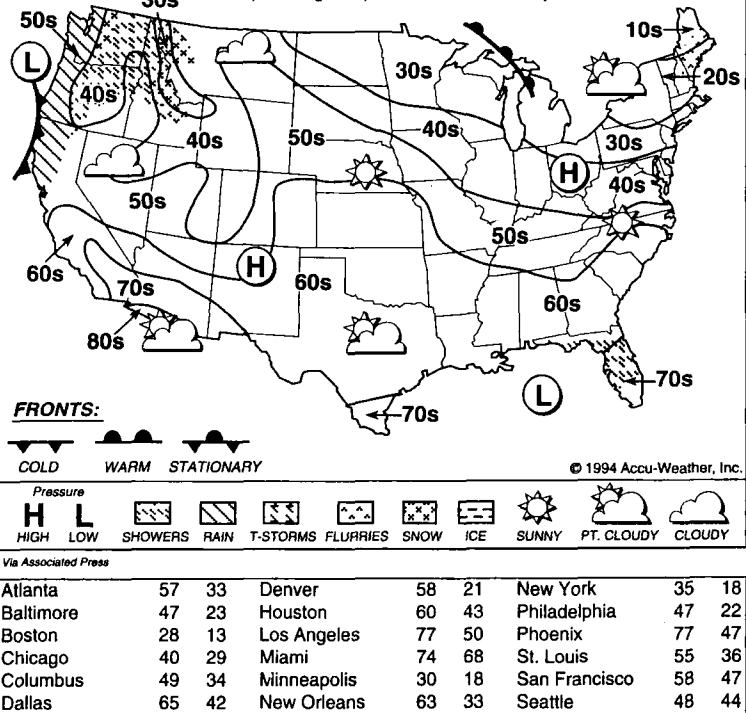 50s 30s
10s
L
30s
20s
40s
40s
40s
50s
30s
H
40s
50s
50s
60s
H
70s
60s
60s
80s
L
70s
70s
FRONTS:
COLD WARM STATIONARY
© 1994 Accu-Weather, Inc.
Pressure
H L
HIGH LOW SHOWERS RAIN T-STORMS FLURRIES SNOW ICE SUNNY PT. CLOUDY CLOUDY
Via Associated Press
Atlanta 57 33 Denver 58 21 New York 35 18
Baltimore 47 23 Houston 60 43 Philadelphia 47 22
Boston 28 13 Los Angeles 77 50 Phoenix 77 47
Chicago 40 29 Miami 74 68 St. Louis 55 36
Columbus 49 34 Minneapolis 30 18 San Francisco 58 47
Dallas 65 42 New Orleans 63 33 Seattle 48 44